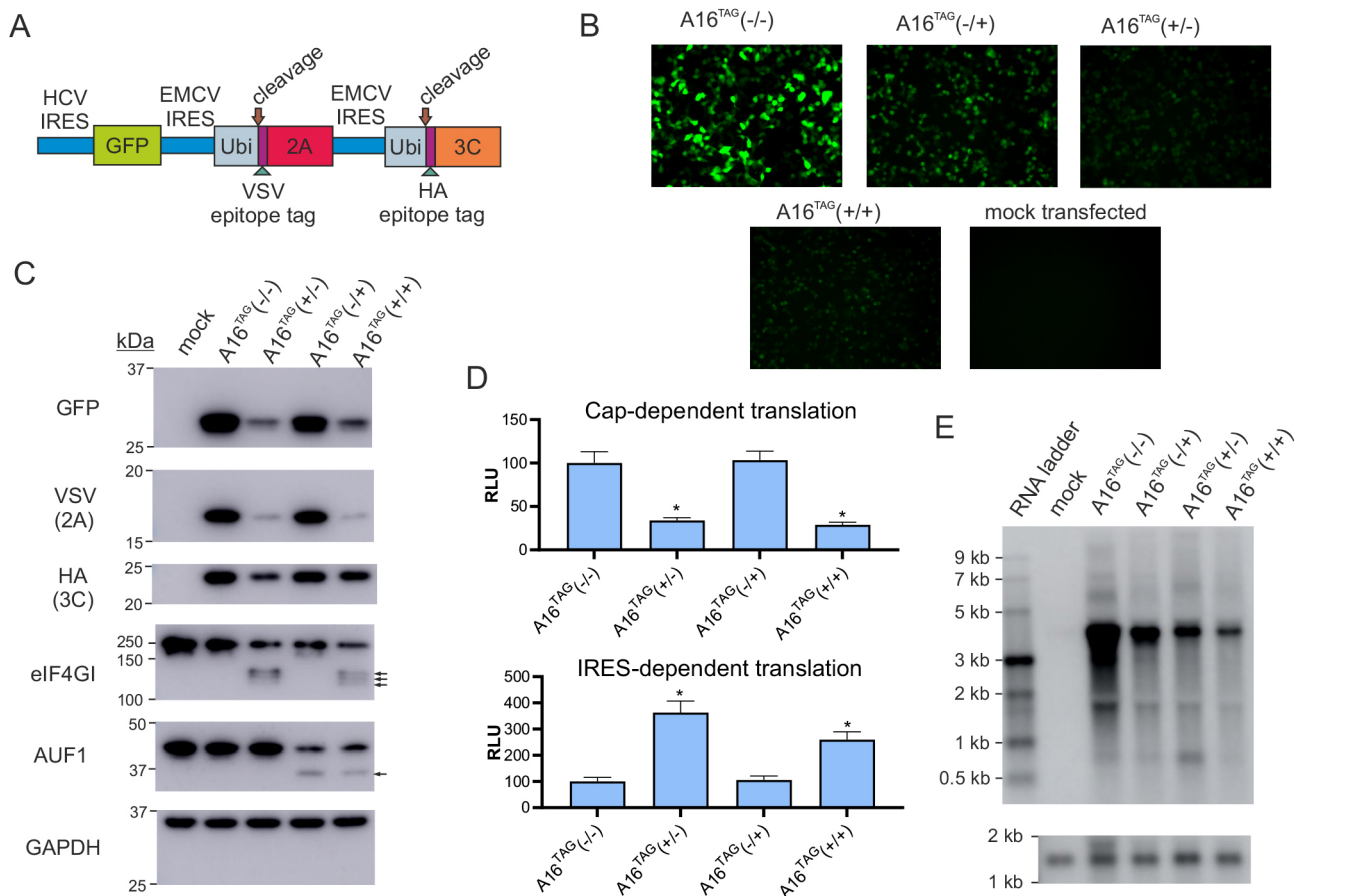 A
HCV
IRES
GFP
EMCV
IRES
Ubi
cleavage
2A
EMCV
IRES
Ubi
cleavage
3C
VSV
epitope tag
HA
epitope tag
B
A16TAG(-/-)
A16TAG(-/+)
A16TAG(+/-)
A16TAG(+/+)
mock transfected
C
kDa
mock
A16TAG(-/-)
A16TAG(+/-)
A16TAG(-/+)
A16TAG(+/+)
GFP
37
25
VSV
(2A)
20
15
HA
(3C)
25
20
eIF4GI
250
150
100
AUF1
50
37
GAPDH
37
25
D
Cap-dependent translation
RLU
150
100
50
0
*
*
A16TAG(-/-)
A16TAG(+/-)
A16TAG(-/+)
A16TAG(+/+)
IRES-dependent translation
RLU
500
400
300
200
100
0
*
*
A16TAG(-/-)
A16TAG(+/-)
A16TAG(-/+)
A16TAG(+/+)
E
RNA ladder
mock
A16TAG(-/-)
A16TAG(-/+)
A16TAG(+/-)
A16TAG(+/+)
9 kb
7 kb
5 kb
3 kb
2 kb
1 kb
0.5 kb
2 kb
1 kb